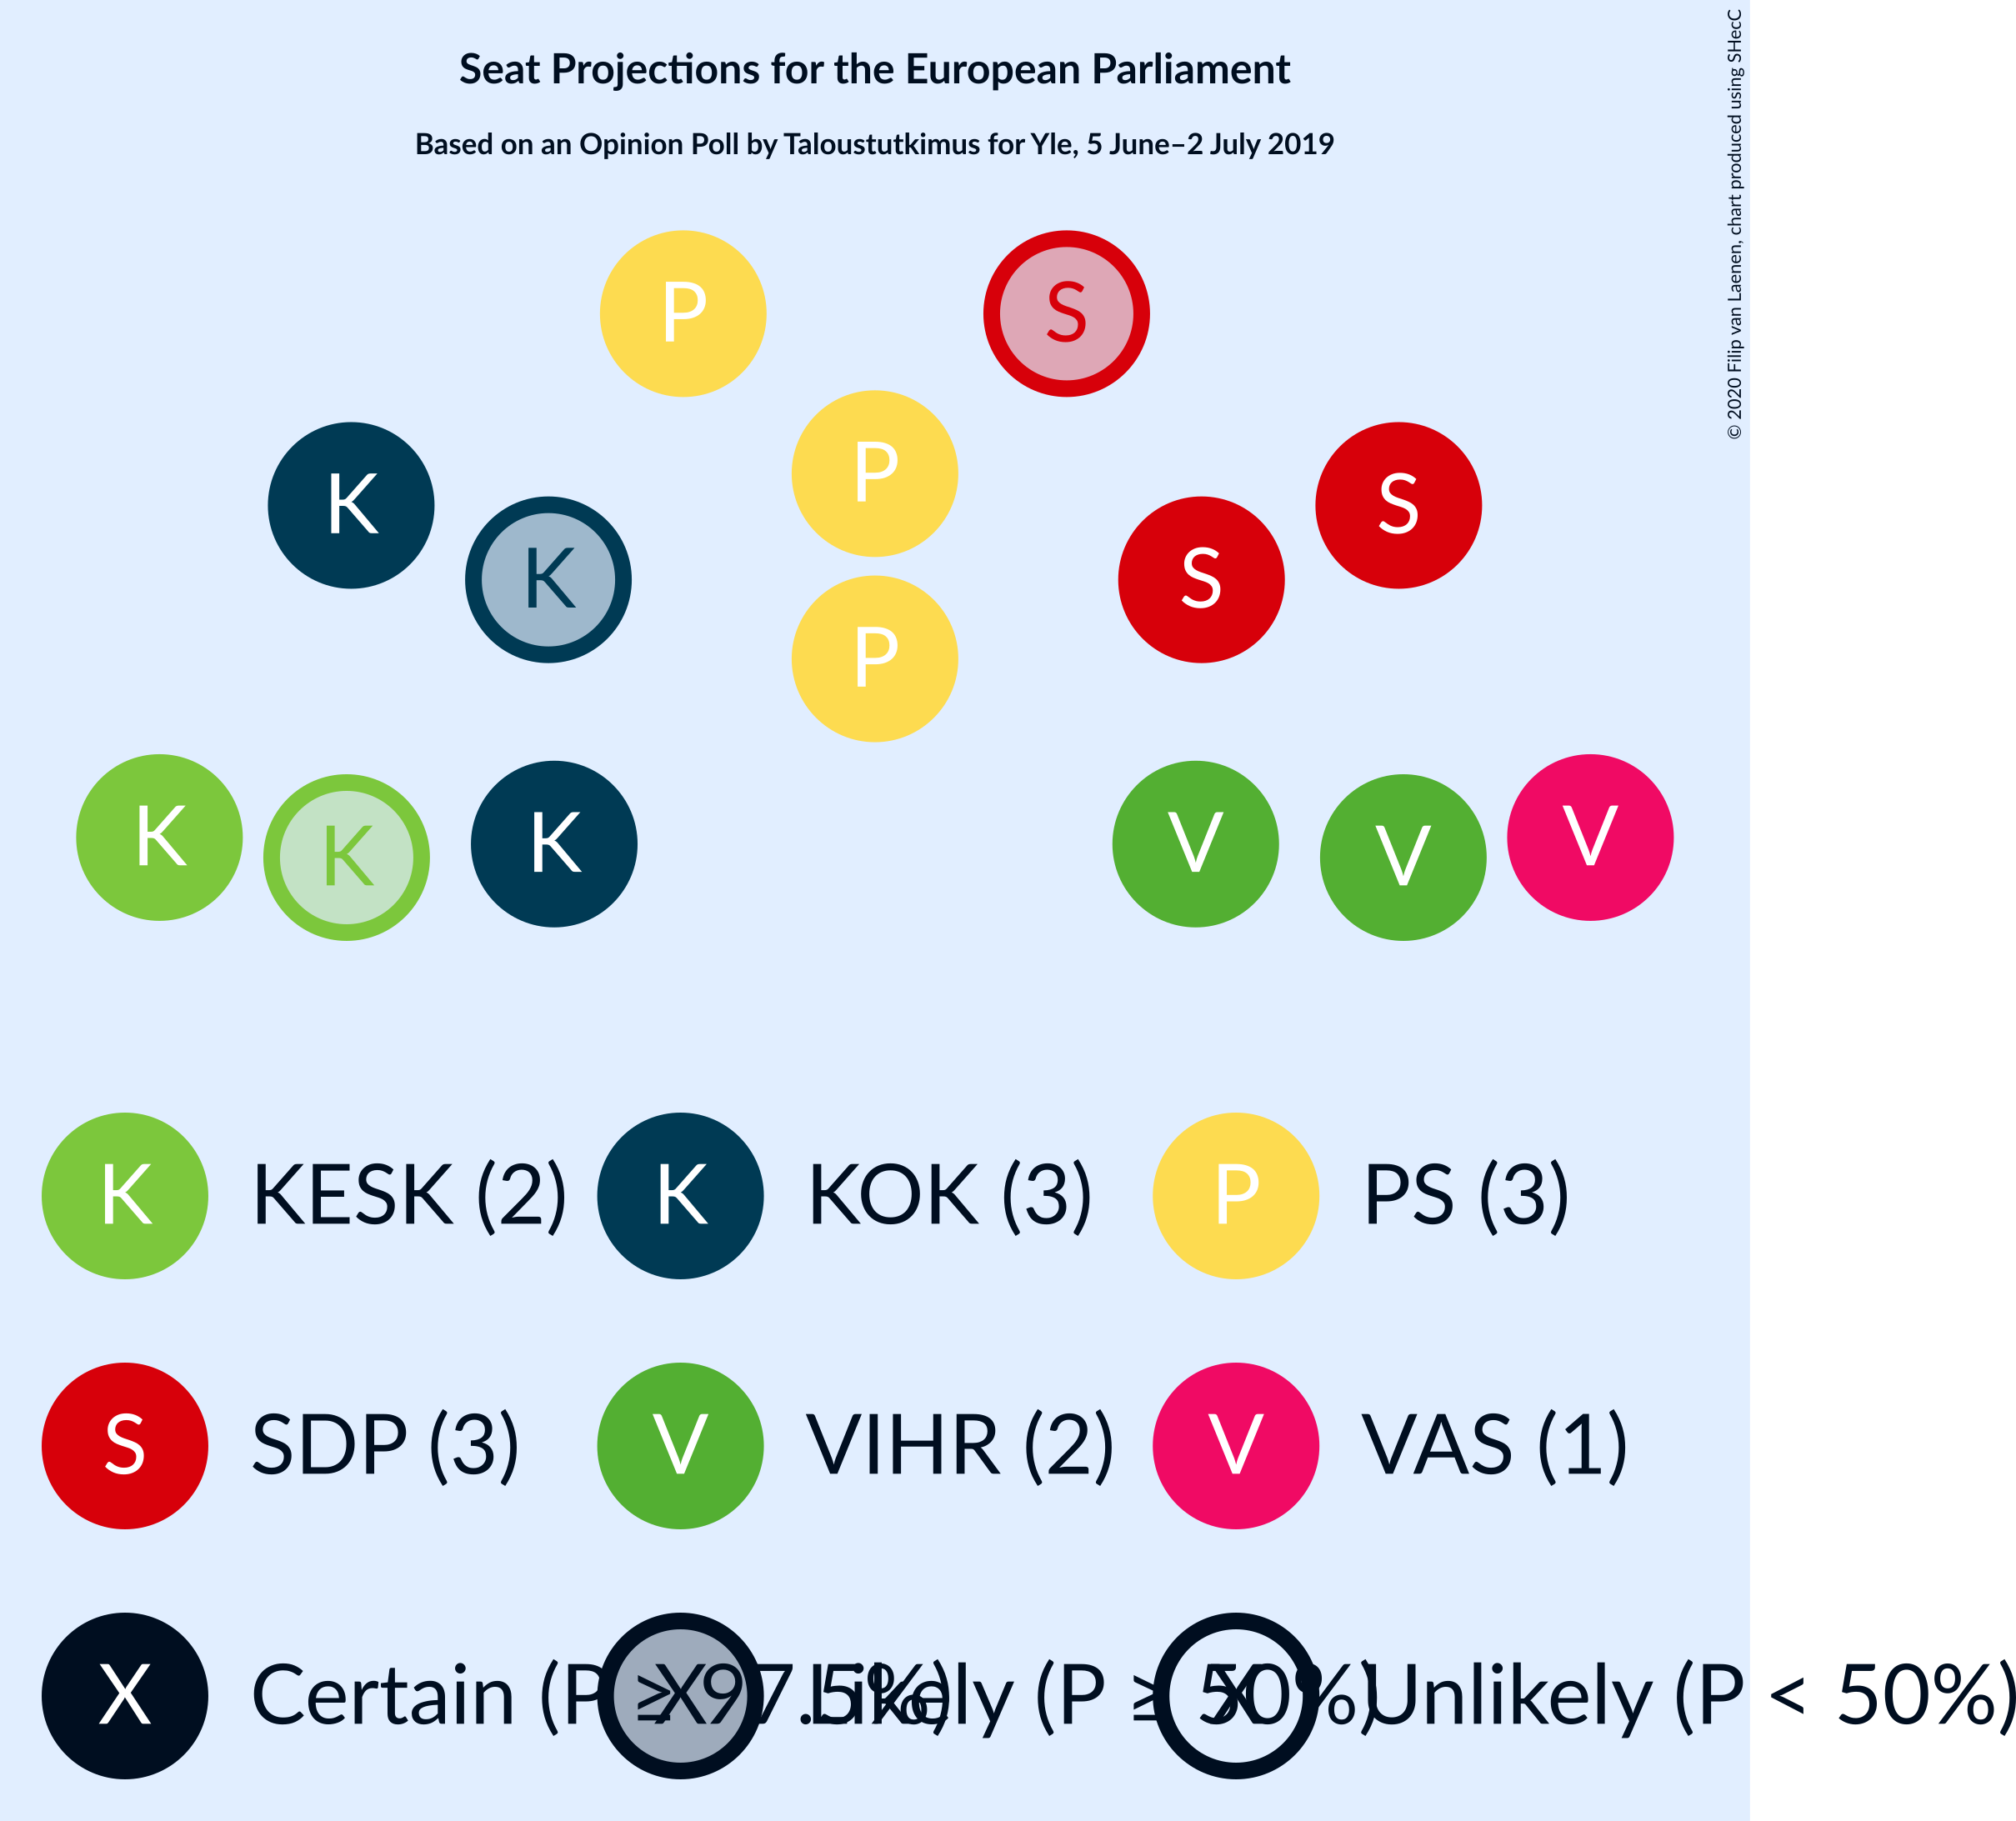 Seat Projections for the European Parliament
Based on an Opinion Poll by Taloustutkimus for Yle, 5 June–2 July 2019
© 2020 Filip van Laenen, chart produced using SHecC
P
S
P
K
S
K
S
P
K
K
V
V
K
V
K
KESK (2)
K
KOK (3)
P
PS (3)
S
SDP (3)
V
VIHR (2)
V
VAS (1)
X
Certain (P ≥ 97.5%)
X
Likely (P ≥ 50%)
X
Unlikely (P < 50%)